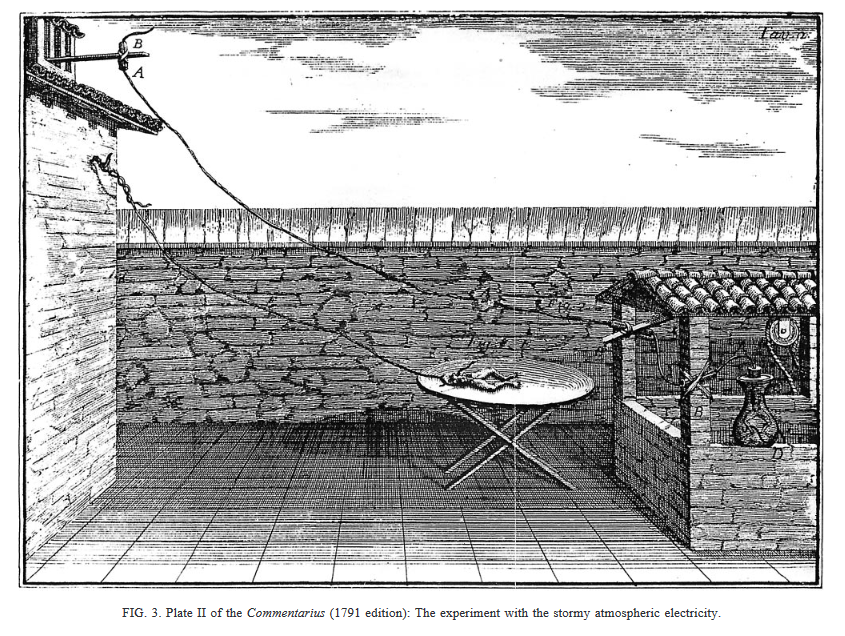 B
A
B
D
FIG. 3. Plate II of the Commentarius (1791 edition): The experiment with the stormy atmospheric electricity.